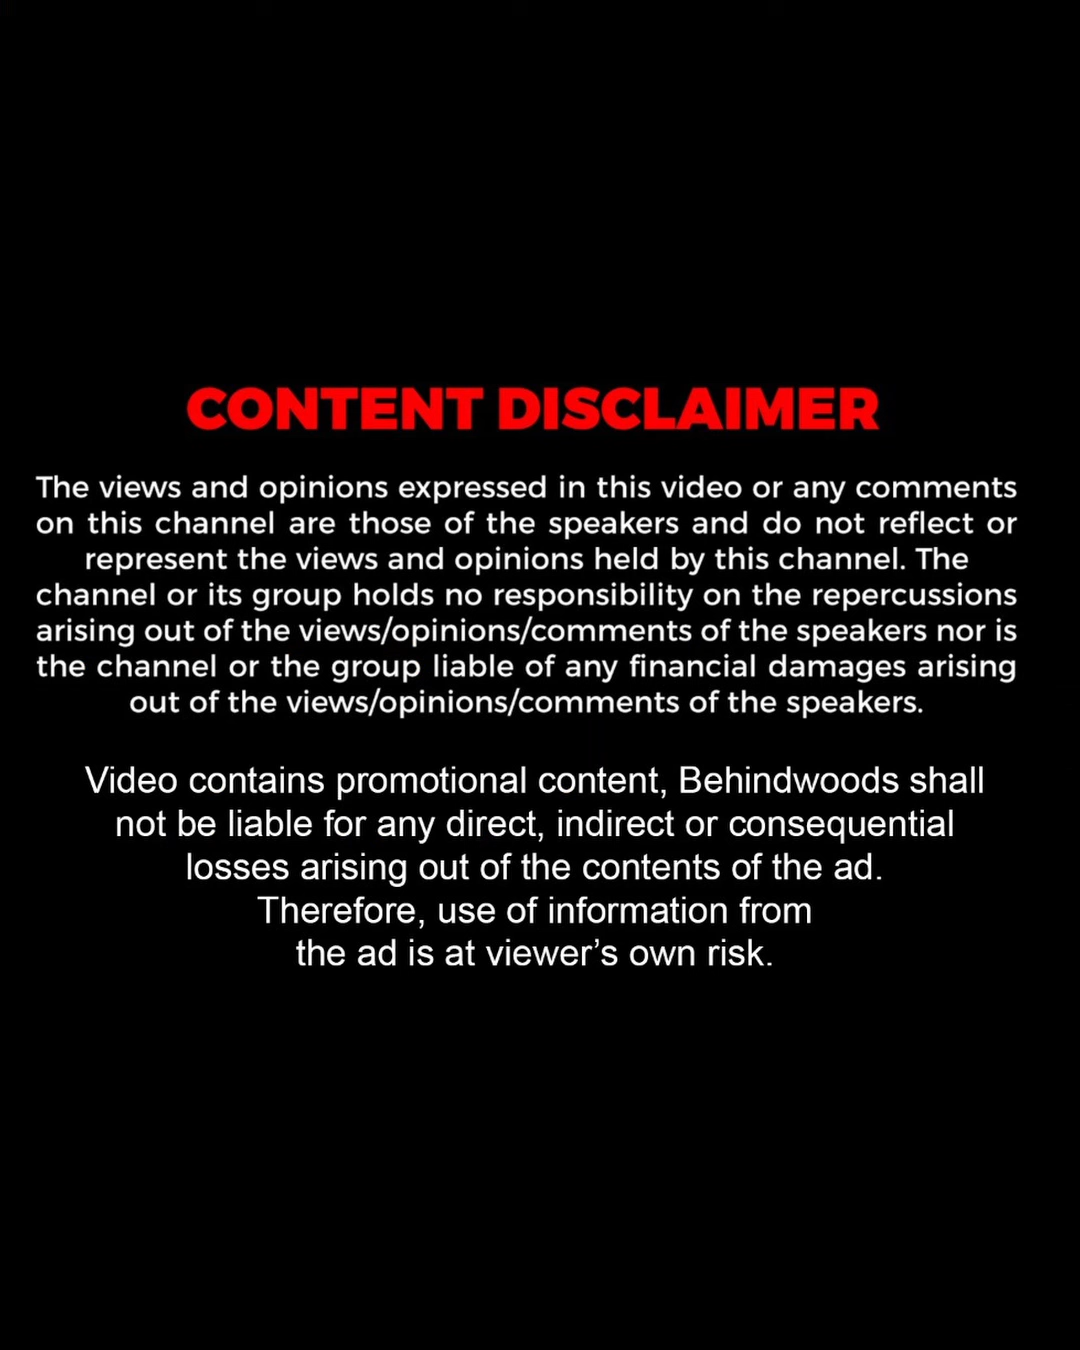 CONTENT DISCLAIMER
The views and opinions expressed in this video or any comments
on this channel are those of the speakers and do not reflect or
represent the views and opinions held by this channel. The
channel or its group holds no responsibility on the repercussions
arising out of the views/opinions/comments of the speakers nor is
the channel or the group liable of any financial damages arising
out of the views/opinions/comments of the speakers.
Video contains promotional content, Behindwoods shall
not be liable for any direct, indirect or consequential
losses arising out of the contents of the ad.
Therefore, use of information from
the ad is at viewer’s own risk.